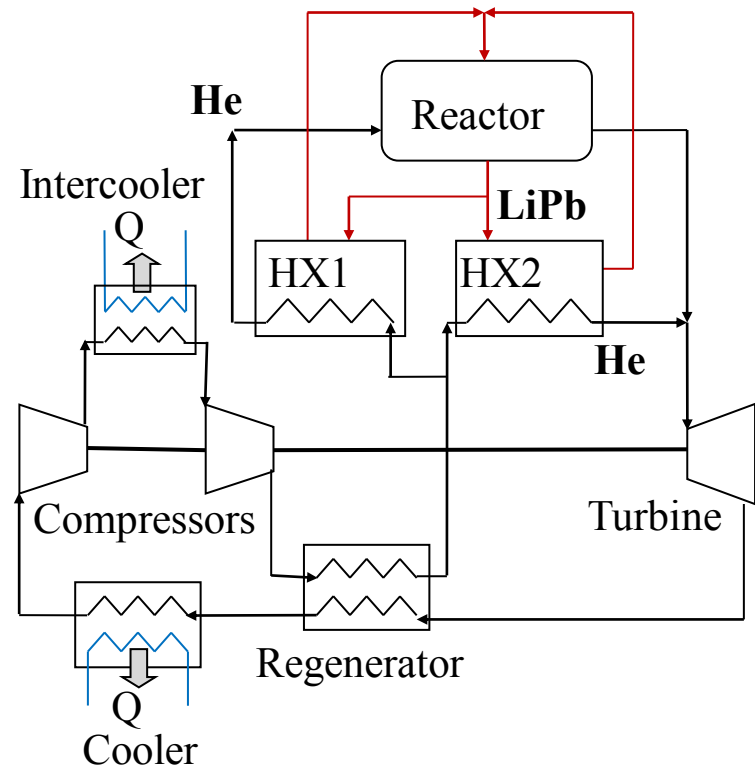 He
Reactor
Intercooler
Q
LiPb
HX1
HX2
He
Compressors
Turbine
Regenerator
Q
Cooler